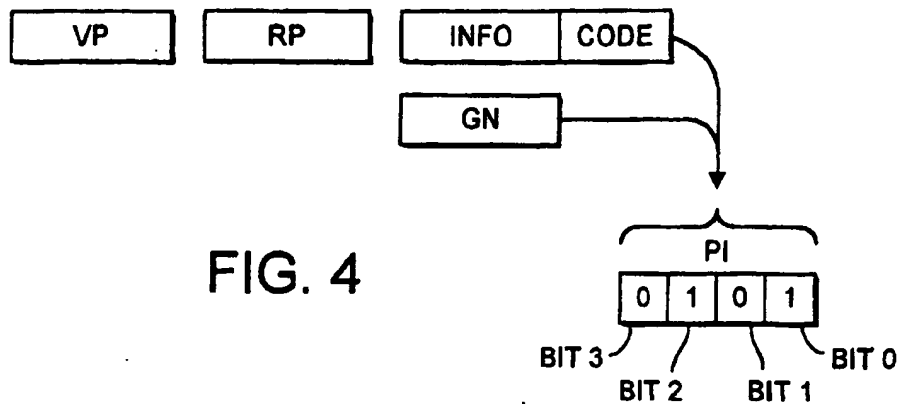 VP RP INFO CODE
GN
FIG. 4
PI
0 1 0 1
BIT 3 BIT 0
BIT 2 BIT 1